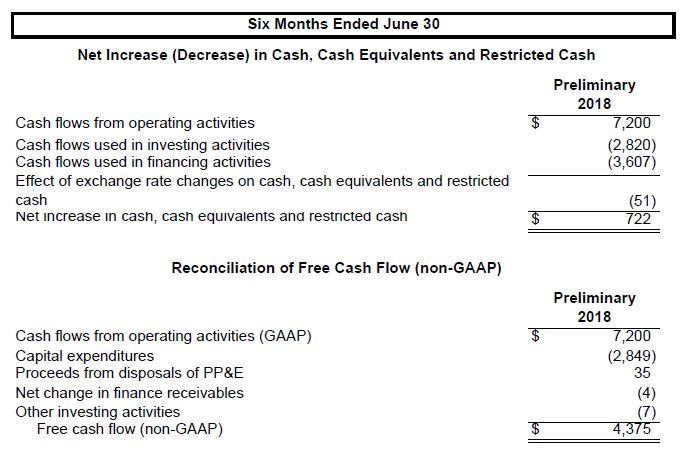 Six Months Ended June 30
Net Increase (Decrease) in Cash, Cash Equivalents and Restricted Cash
Preliminary
2018
Cash flows from operating activities $ 7,200
Cash flows used in investing activities (2,820)
Cash flows used in financing activities (3,607)
Effect of exchange rate changes on cash, cash equivalents and restricted
cash (51)
Net increase in cash, cash equivalents and restricted cash $ 722
Reconciliation of Free Cash Flow (non-GAAP)
Preliminary
2018
Cash flows from operating activities (GAAP) $ 7,200
Capital expenditures (2,849)
Proceeds from disposals of PP&E 35
Net change in finance receivables (4)
Other investing activities (7)
Free cash flow (non-GAAP) $ 4,375